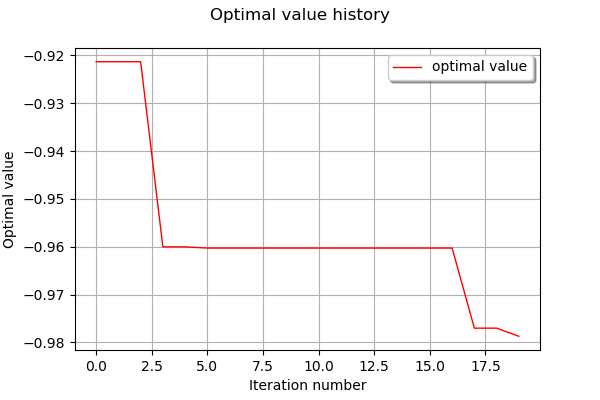 Optimal value history
optimal value
−0.92
−0.93
−0.94
−0.95
−0.96
−0.97
−0.98
Optimal value
0.0 2.5 5.0 7.5 10.0 12.5 15.0 17.5
Iteration number